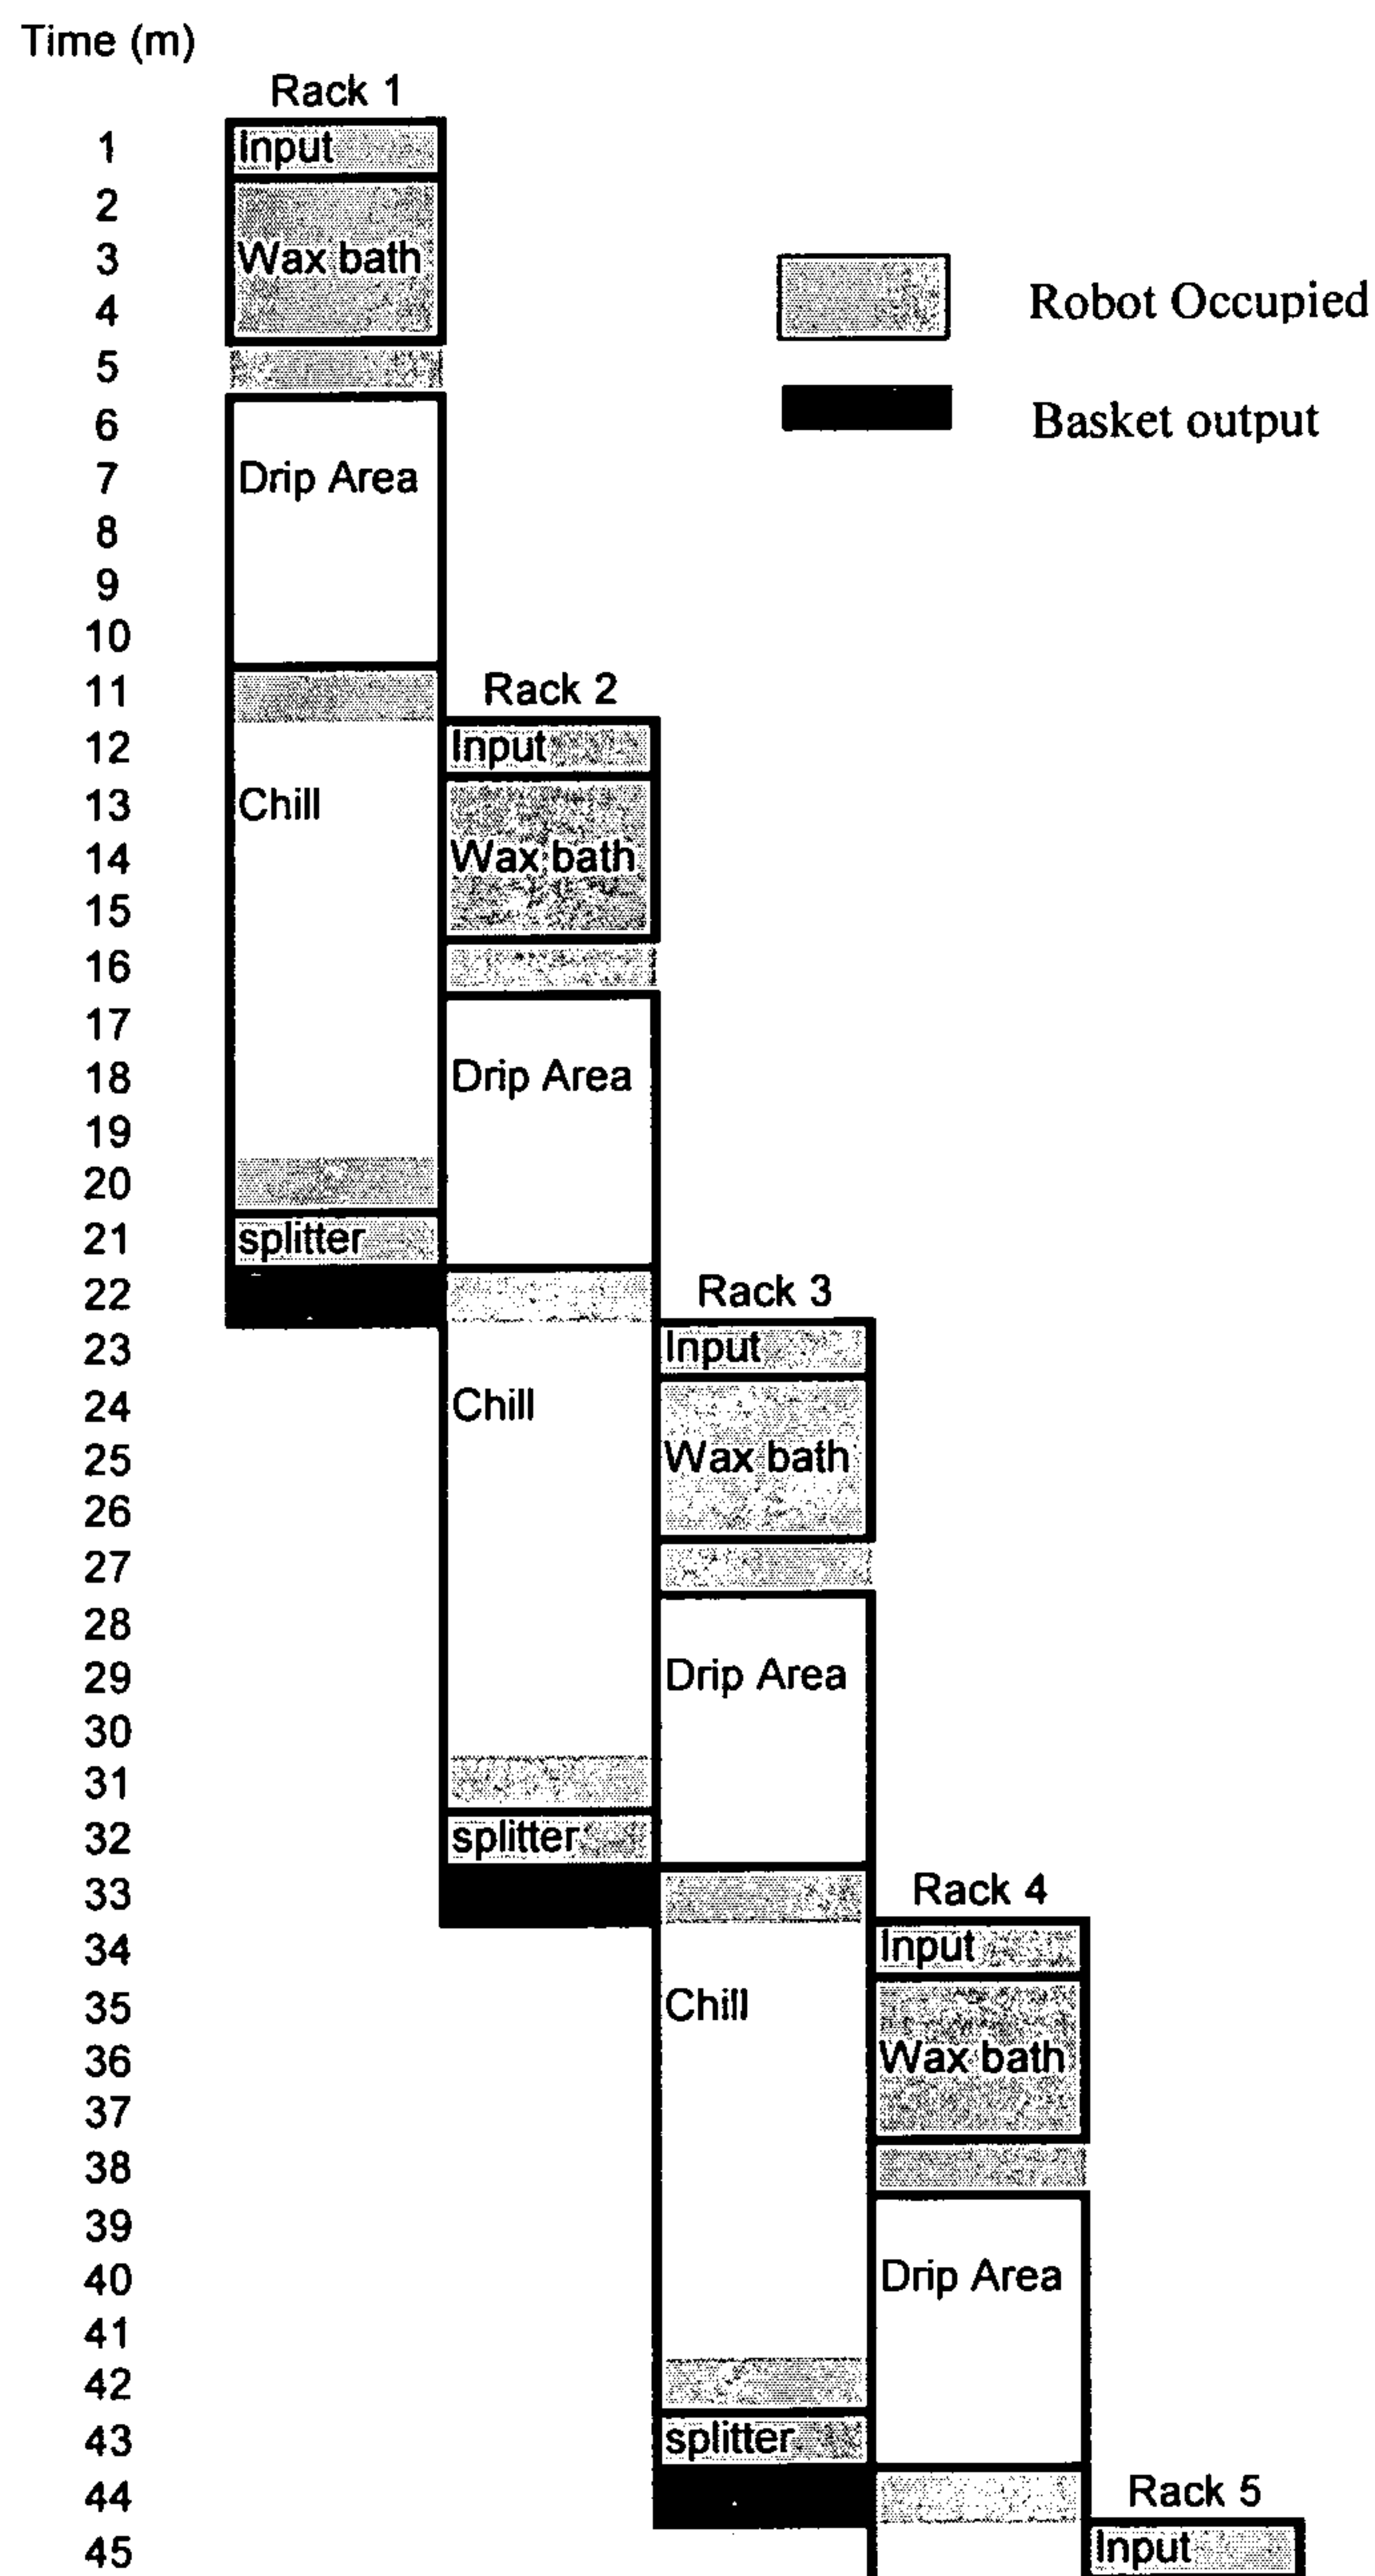 Time (m)
Rack 1
1 Input
2
3 Wax bath
4
Robot Occupied
5
6
Basket output
7 Drip Area
8
9
10
11 Rack 2
12 Input
13 Chill
14 Wax bath
15
16
17
18 Drip Area
19
20
21 splitter
22 Rack 3
23 Input
24 Chill
25 Wax bath
26
27
28
29 Drip Area
30
31
32 splitter
33 Rack 4
34 Input
35 Chill
36 Wax bath
37
38
39
40 Drip Area
41
42
43 splitter
44 Rack 5
45 Input